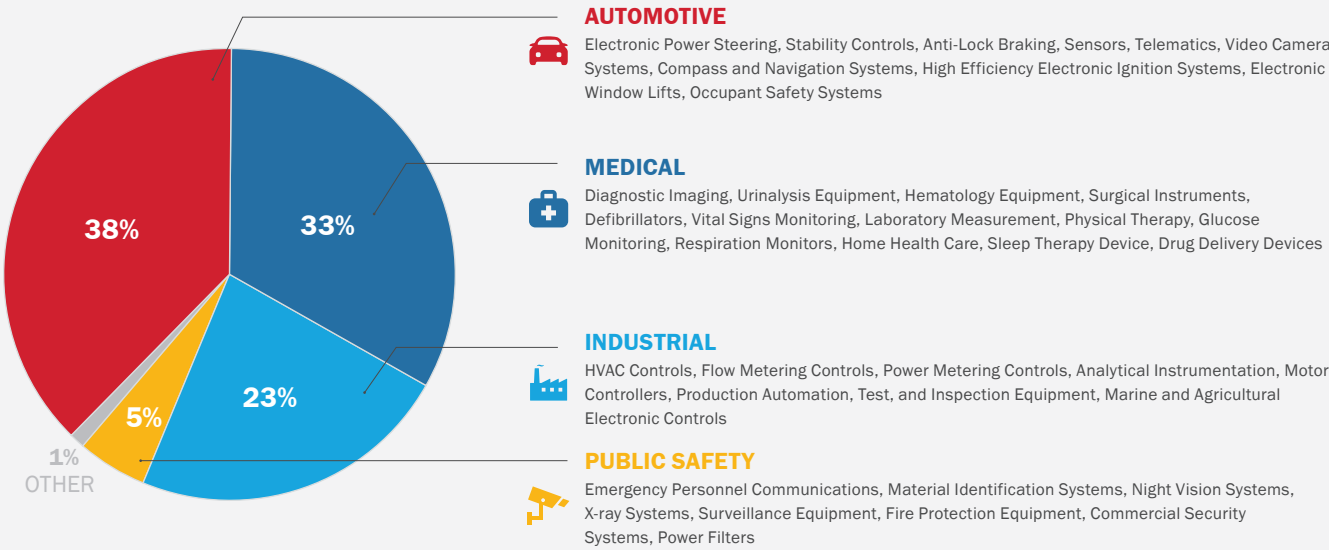 AUTOMOTIVE
Electronic Power Steering, Stability Controls, Anti-Lock Braking, Sensors, Telematics, Video Camera
Systems, Compass and Navigation Systems, High Efficiency Electronic Ignition Systems, Electronic
Window Lifts, Occupant Safety Systems
MEDICAL
Diagnostic Imaging, Urinalysis Equipment, Hematology Equipment, Surgical Instruments,
Defibrillators, Vital Signs Monitoring, Laboratory Measurement, Physical Therapy, Glucose
Monitoring, Respiration Monitors, Home Health Care, Sleep Therapy Device, Drug Delivery Devices
38%
33%
INDUSTRIAL
HVAC Controls, Flow Metering Controls, Power Metering Controls, Analytical Instrumentation, Motor
Controllers, Production Automation, Test, and Inspection Equipment, Marine and Agricultural
Electronic Controls
23%
5%
1%
OTHER
PUBLIC SAFETY
Emergency Personnel Communications, Material Identification Systems, Night Vision Systems,
X-ray Systems, Surveillance Equipment, Fire Protection Equipment, Commercial Security
Systems, Power Filters